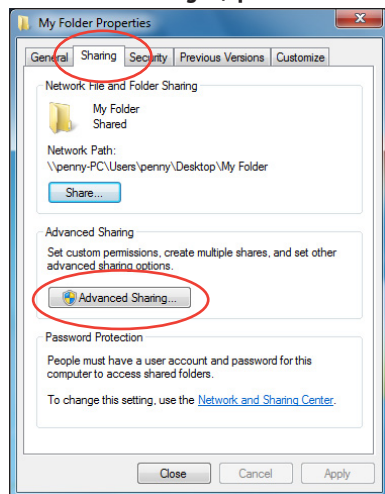 My Folder Properties
General Sharing Security Previous Versions Customize
Network File and Folder Sharing
My Folder
Shared
Network Path:
\\penny-PC\Users\penny\Desktop\My Folder
Share...
Advanced Sharing
Set custom permissions, create multiple shares, and set other
advanced sharing options.
Advanced Sharing...
Password Protection
People must have a user account and password for this
computer to access shared folders.
To change this setting, use the Network and Sharing Center.
Close Cancel Apply